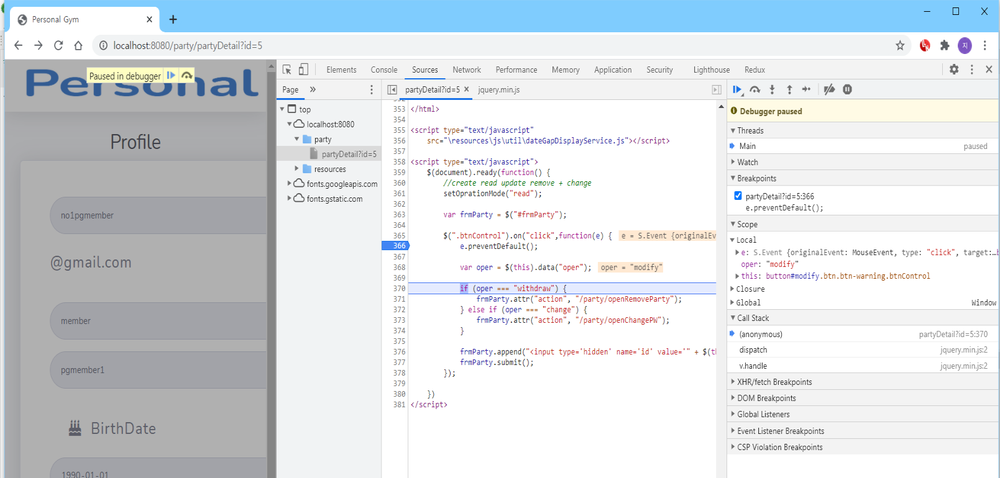 Personal Gym
localhost:8080/party/partyDetail?id=5
지
Personal
Paused in debugger
Profile
no1pgmember
@gmail.com
member
pgmember1
BirthDate
1990-01-01
Elements Console Sources Network Performance Memory Application Security Lighthouse Redux
Page »
top
localhost:8080
party
partyDetail?id=5
resources
fonts.googleapis.com
fonts.gstatic.com
partyDetail?id=5 jquery.min.js
352
353 </html>
354
355 <script type="text/javascript"
356 src="\resources\js\util\dateGapDisplayService.js"></script>
357
358 <script type="text/javascript">
359 $(document).ready(function() {
360 //create read update remove + change
361 setOprationMode("read");
362
363 var frmParty = $("#frmParty");
364
365 $(".btnControl").on("click",function(e) { e = S.Event {originalEv
366 e.preventDefault();
367
368 var oper = $(this).data("oper"); oper = "modify"
369
370 if (oper === "withdraw") {
371 frmParty.attr("action", "/party/openRemoveParty");
372 } else if (oper === "change") {
373 frmParty.attr("action", "/party/openChangePW");
374 }
375
376 frmParty.append("<input type='hidden' name='id' value='" + $(th
377 frmParty.submit();
378 });
379
380 })
381 </script>
Debugger paused
Threads
Main paused
Watch
Breakpoints
partyDetail?id=5:366
e.preventDefault();
Scope
Local
e: S.Event {originalEvent: MouseEvent, type: "click", target:…b
oper: "modify"
this: button#modify.btn.btn-warning.btnControl
Closure
Global Window
Call Stack
(anonymous) partyDetail?id=5:370
dispatch jquery.min.js:2
v.handle jquery.min.js:2
XHR/fetch Breakpoints
DOM Breakpoints
Global Listeners
Event Listener Breakpoints
CSP Violation Breakpoints